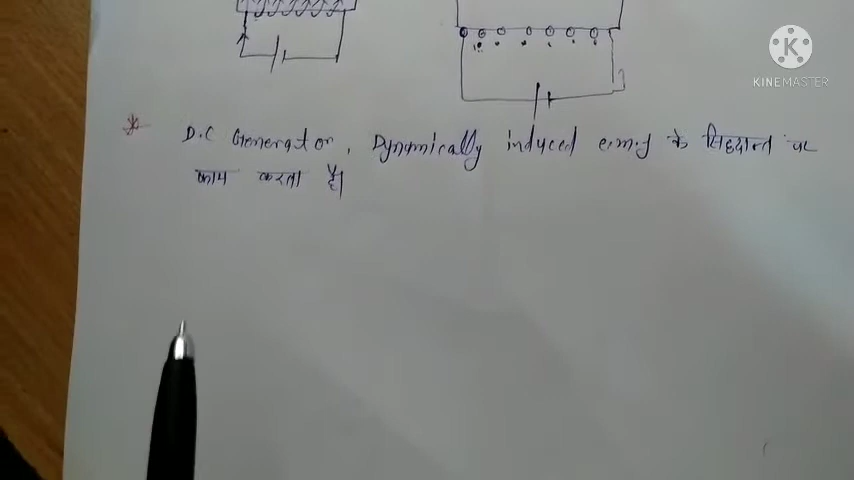 KINEMASTER
* D.C Generator, Dynamically induced e.m.f के सिद्धान्त पर
काम करता है।